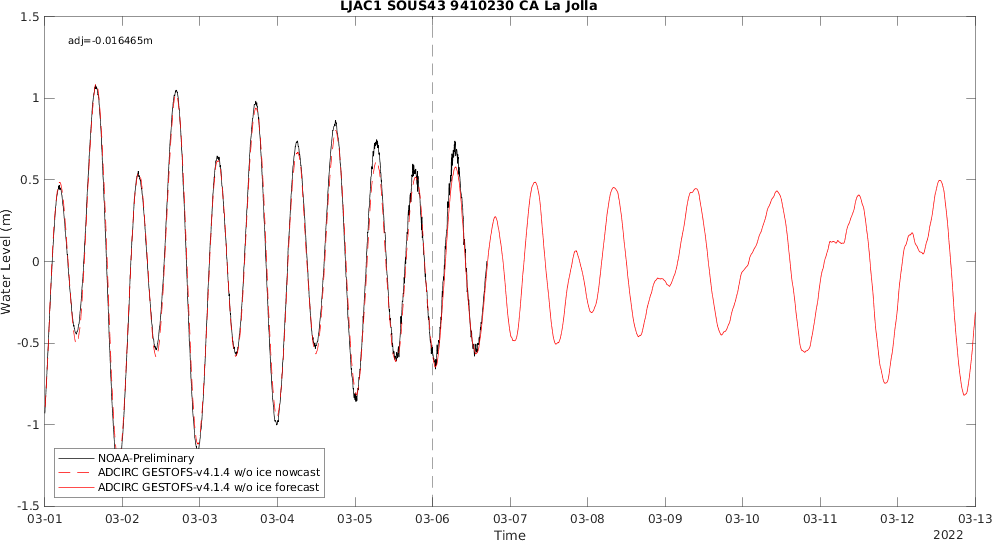 LJAC1 SOUS43 9410230 CA La Jolla
adj=-0.016465m
Water Level (m)
1.5
1
0.5
0
-0.5
-1
-1.5
NOAA-Preliminary
ADCIRC GESTOFS-v4.1.4 w/o ice nowcast
ADCIRC GESTOFS-v4.1.4 w/o ice forecast
03-01 03-02 03-03 03-04 03-05 03-06 03-07 03-08 03-09 03-10 03-11 03-12 03-13
Time
2022